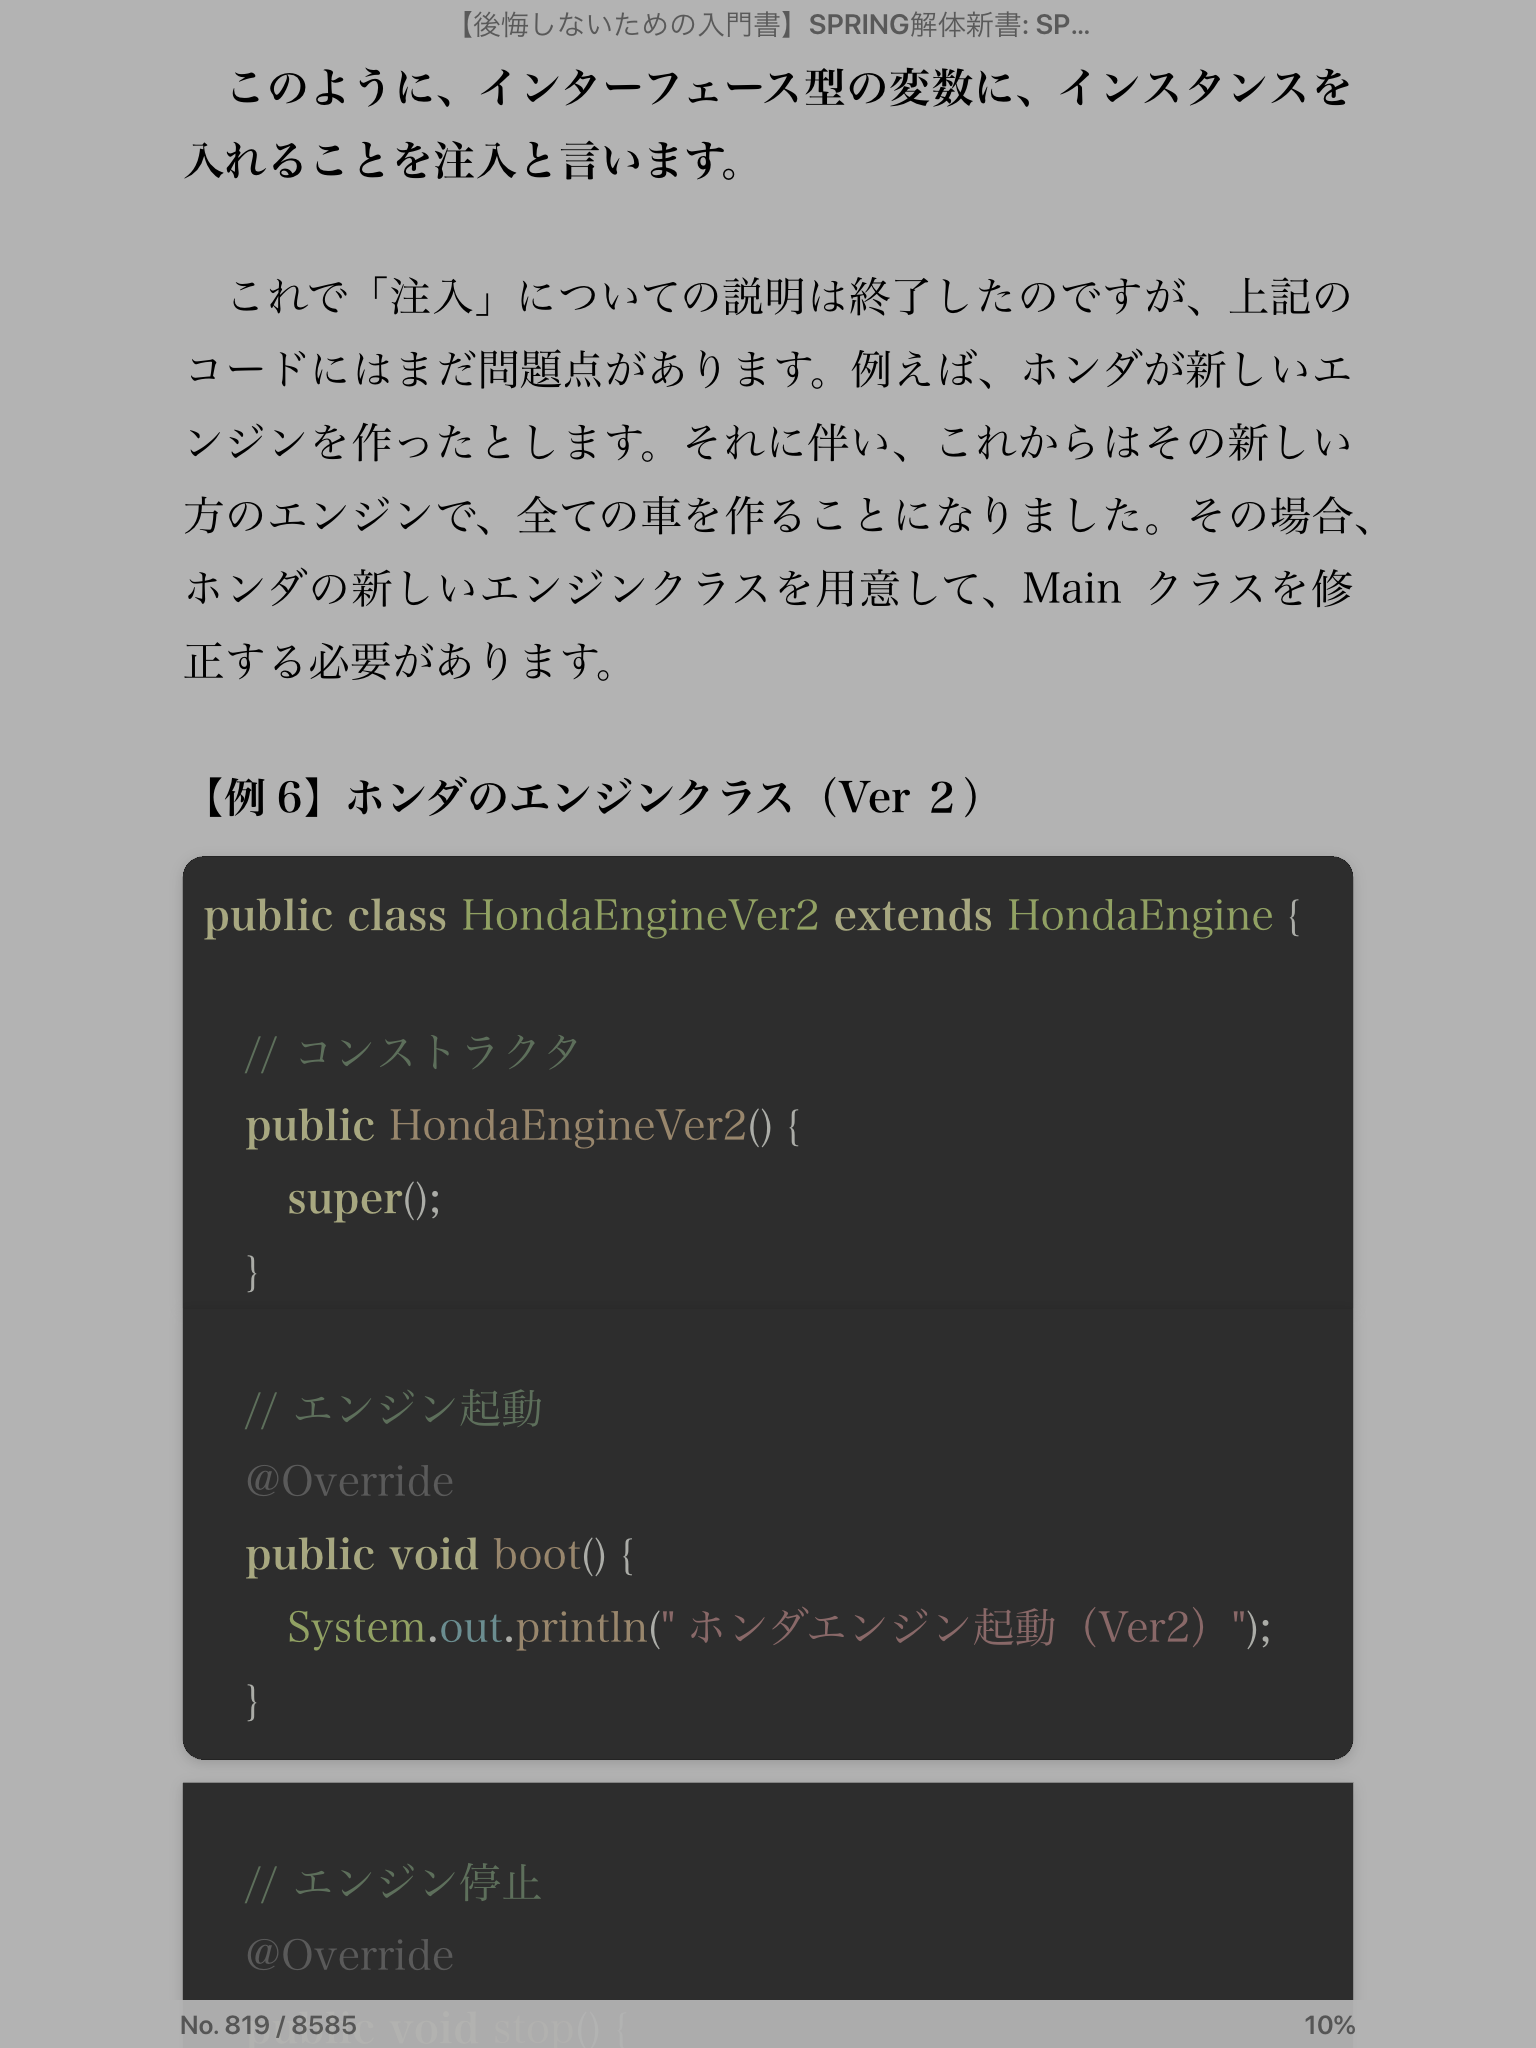 【後悔しないための入門書】SPRING解体新書: SP...
このように、インターフェース型の変数に、インスタンスを
入れることを注入と言います。
これで「注入」についての説明は終了したのですが、上記の
コードにはまだ問題点があります。例えば、ホンダが新しいエ
ンジンを作ったとします。それに伴い、これからはその新しい
方のエンジンで、全ての車を作ることになりました。その場合、
ホンダの新しいエンジンクラスを用意して、Main クラスを修
正する必要があります。
【例 6】ホンダのエンジンクラス（Ver ２）
public class HondaEngineVer2 extends HondaEngine {
// コンストラクタ
public HondaEngineVer2() {
super();
}
// エンジン起動
@Override
public void boot() {
System.out.println(" ホンダエンジン起動（Ver2）");
}
// エンジン停止
@Override
public void stop() {
No. 819 / 8585
10%